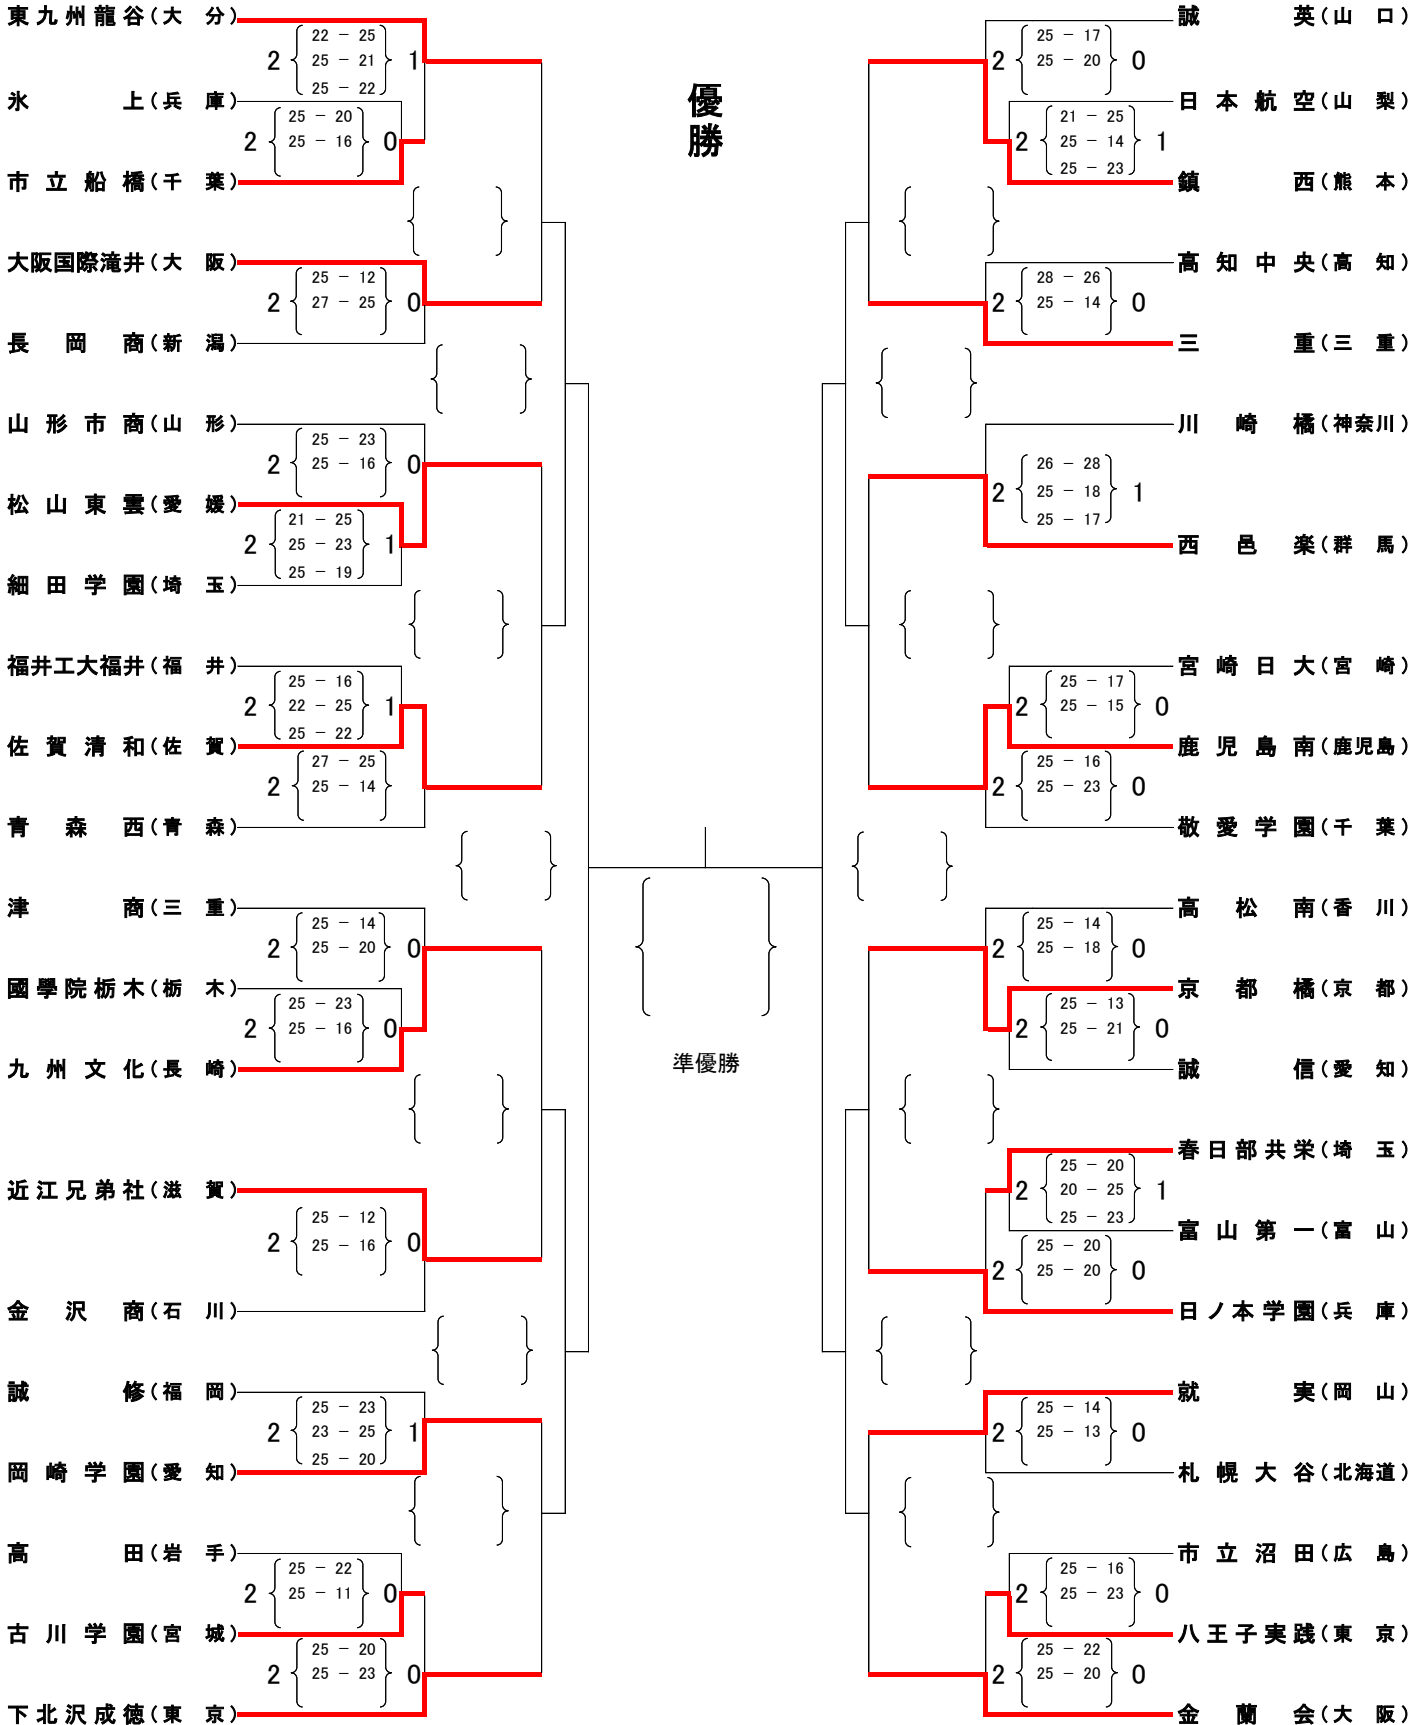 東九州龍谷(大 分)
22 － 25
2 25 － 21 1
25 － 22
氷 上(兵 庫)
25 － 20
2 25 － 16 0
市立船橋(千 葉)
大阪国際滝井(大 阪)
25 － 12
2 27 － 25 0
長岡商(新 潟)
山形市商(山 形)
25 － 23
2 25 － 16 0
松山東雲(愛 媛)
21 － 25
2 25 － 23 1
25 － 19
細田学園(埼 玉)
福井工大福井(福 井)
25 － 16
2 22 － 25 1
25 － 22
佐賀清和(佐 賀)
27 － 25
2 25 － 14
青森西(青 森)
津 商(三 重)
25 － 14
2 25 － 20 0
國學院栃木(栃 木)
25 － 23
2 25 － 16 0
九州文化(長 崎)
近江兄弟社(滋 賀)
25 － 12
2 25 － 16 0
金沢商(石 川)
誠 修(福 岡)
25 － 23
2 23 － 25 1
25 － 20
岡崎学園(愛 知)
高 田(岩 手)
25 － 22
2 25 － 11 0
古川学園(宮 城)
25 － 20
2 25 － 23 0
下北沢成徳(東 京)
優勝
準優勝
誠 英(山 口)
25 － 17
2 25 － 20 0
日本航空(山 梨)
21 － 25
2 25 － 14 1
25 － 23
鎮 西(熊 本)
高知中央(高 知)
28 － 26
2 25 － 14 0
三 重(三 重)
川崎橘(神奈川)
26 － 28
2 25 － 18 1
25 － 17
西邑楽(群 馬)
宮崎日大(宮 崎)
25 － 17
2 25 － 15 0
鹿児島南(鹿児島)
25 － 16
2 25 － 23 0
敬愛学園(千 葉)
高松南(香 川)
25 － 14
2 25 － 18 0
京都橘(京 都)
25 － 13
2 25 － 21 0
誠 信(愛 知)
春日部共栄(埼 玉)
25 － 20
2 20 － 25 1
25 － 23
富山第一(富 山)
25 － 20
2 25 － 20 0
日ノ本学園(兵 庫)
就 実(岡 山)
25 － 14
2 25 － 13 0
札幌大谷(北海道)
市立沼田(広 島)
25 － 16
2 25 － 23 0
八王子実践(東 京)
25 － 22
2 25 － 20 0
金蘭会(大 阪)